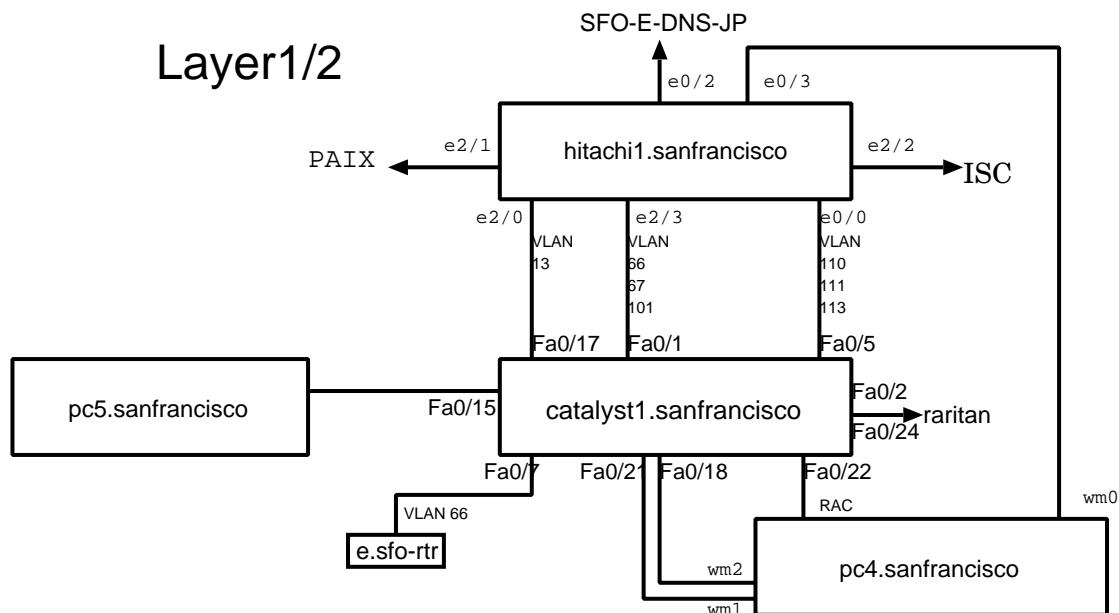 SFO-E-DNS-JP
Layer1/2
e0/2
e0/3
PAIX
e2/1
hitachi1.sanfrancisco
e2/2
ISC
e2/0
e2/3
e0/0
VLAN
13
VLAN
66
67
101
VLAN
110
111
113
Fa0/17
Fa0/1
Fa0/5
pc5.sanfrancisco
Fa0/15
catalyst1.sanfrancisco
Fa0/2
raritan
Fa0/24
Fa0/7
Fa0/21
Fa0/18
Fa0/22
VLAN 66
RAC
wm0
e.sfo-rtr
wm2
pc4.sanfrancisco
wm1